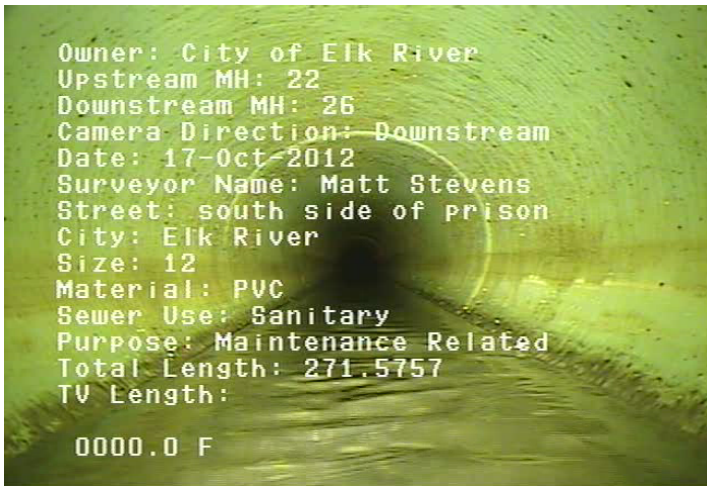 Owner: City of Elk River
Upstream MH: 22
Downstream MH: 26
Camera Direction: Downstream
Date: 17-Oct-2012
Surveyor Name: Matt Stevens
Street: south side of prison
City: Elk River
Size: 12
Material: PVC
Sewer Use: Sanitary
Purpose: Maintenance Related
Total Length: 271.5757
TV Length:
0000.0 F